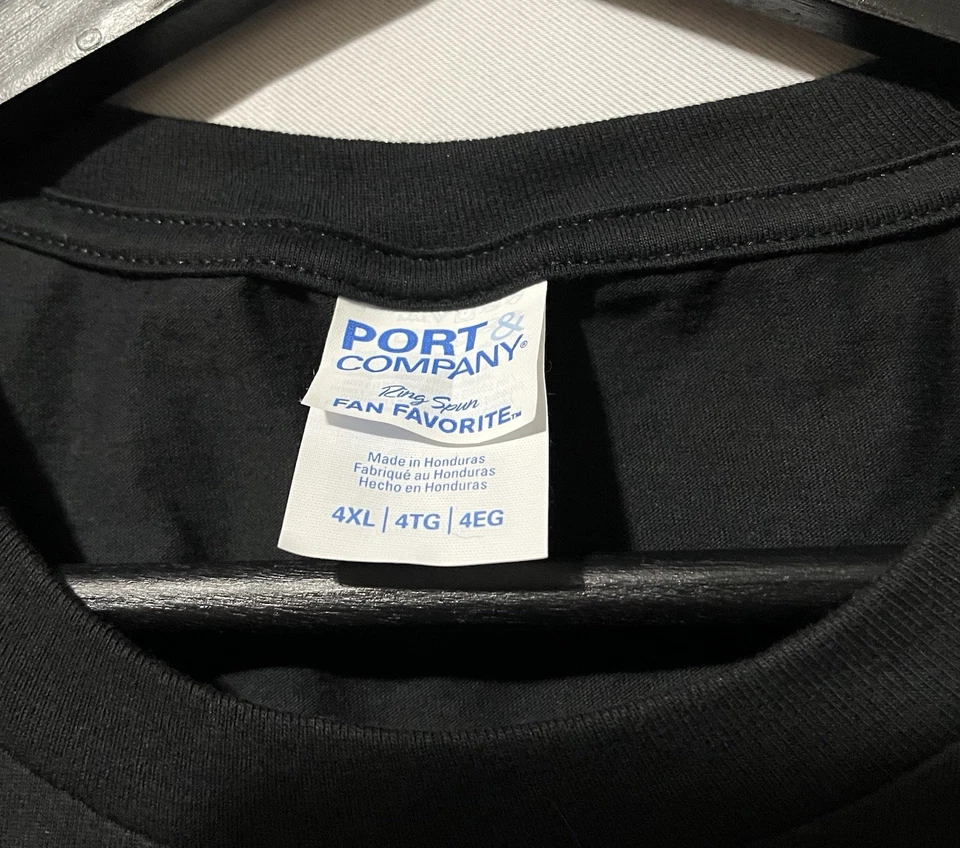 PORT &
COMPANY®
Ring Spun
FAN FAVORITE™
Made in Honduras
Fabriqué au Honduras
Hecho en Honduras
4XL | 4TG | 4EG